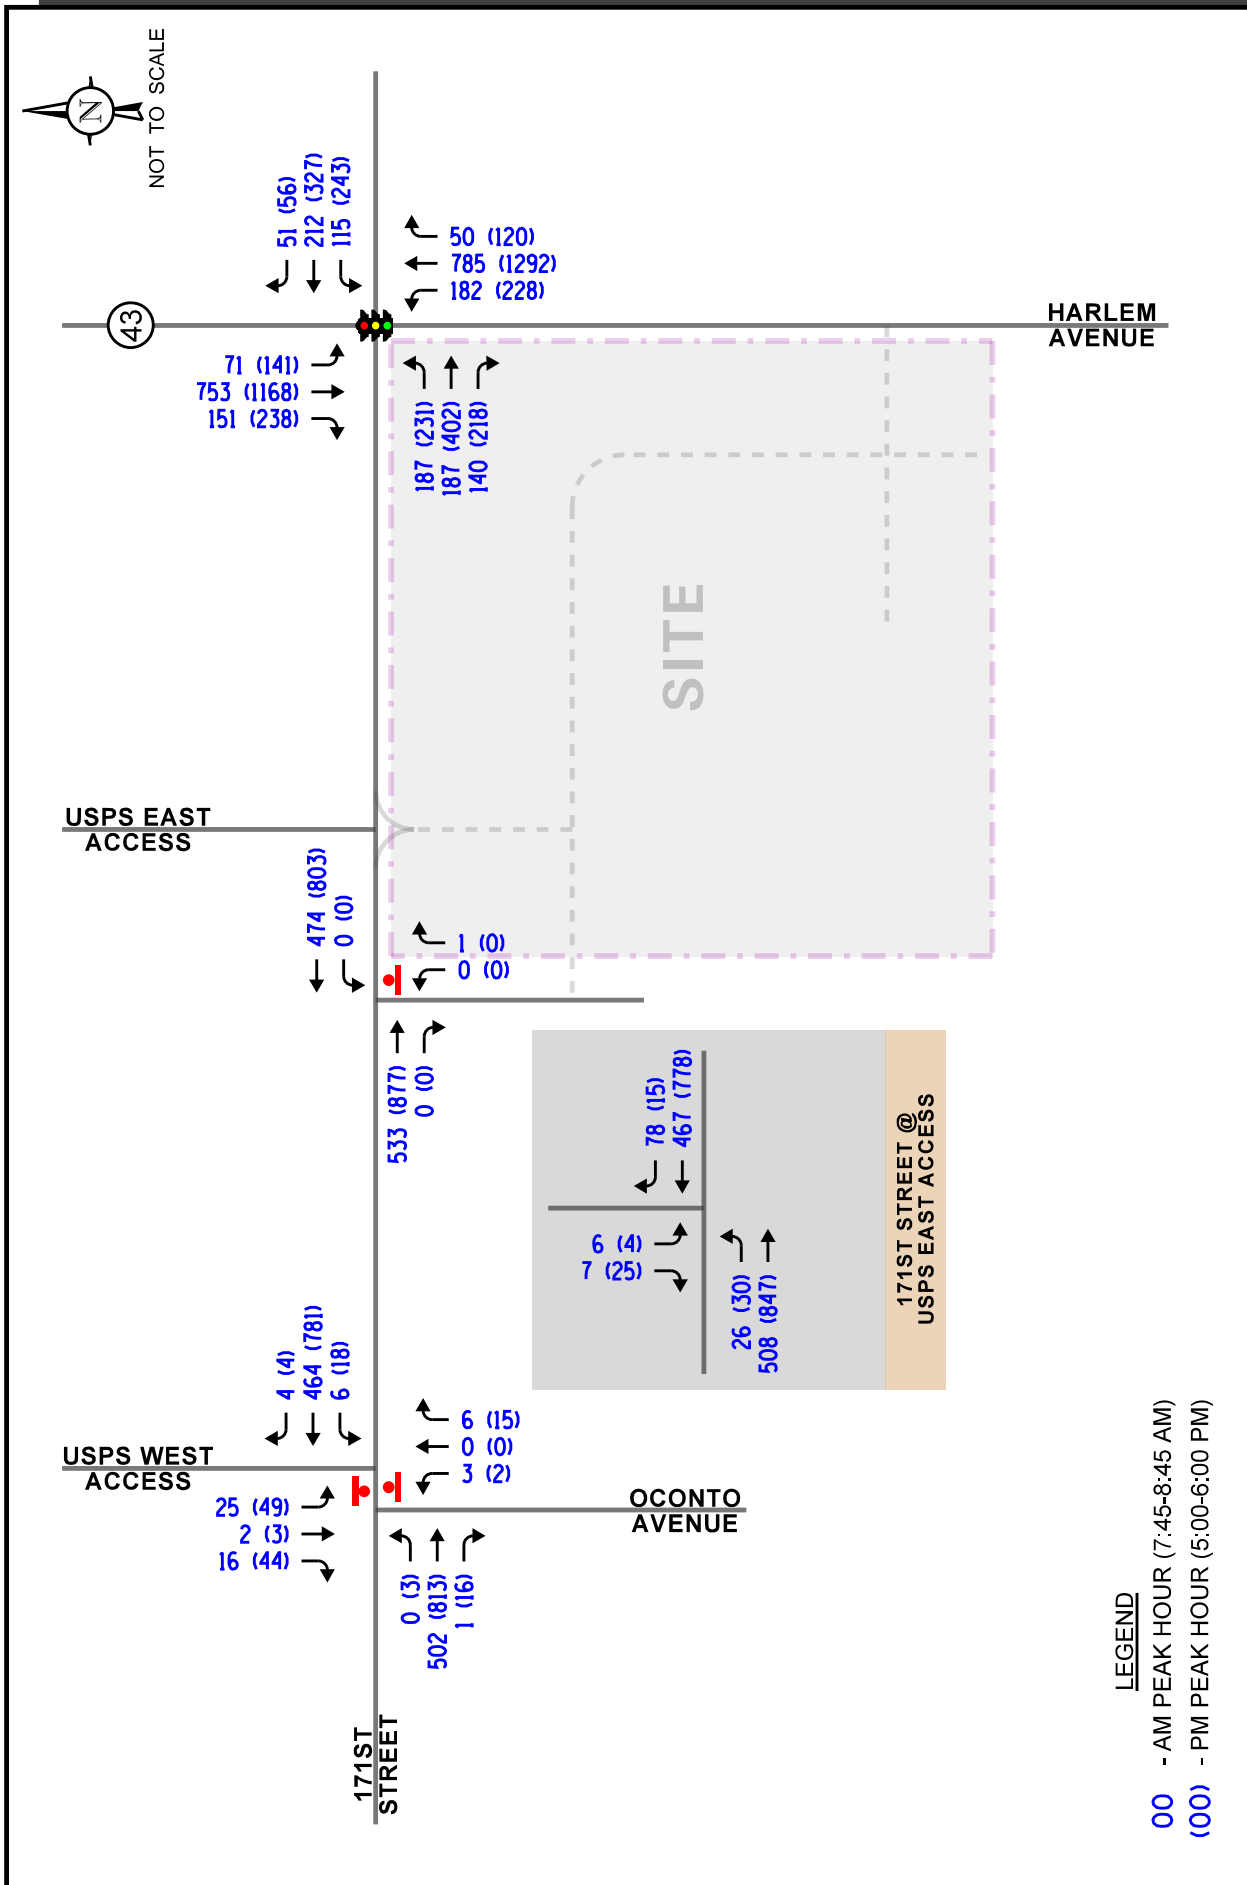 N
NOT TO SCALE
43
51 (56)
212 (327)
115 (243)
50 (120)
785 (1292)
182 (228)
HARLEM
AVENUE
71 (141)
753 (1168)
151 (238)
187 (231)
187 (402)
140 (218)
SITE
USPS EAST
ACCESS
474 (803)
0 (0)
1 (0)
0 (0)
533 (877)
0 (0)
78 (15)
467 (778)
6 (4)
7 (25)
26 (30)
508 (847)
171ST STREET @
USPS EAST ACCESS
4 (4)
464 (781)
6 (18)
USPS WEST
ACCESS
6 (15)
0 (0)
3 (2)
25 (49)
2 (3)
16 (44)
OCONTO
AVENUE
0 (3)
502 (813)
1 (16)
171ST
STREET
LEGEND
00 - AM PEAK HOUR (7:45-8:45 AM)
(00) - PM PEAK HOUR (5:00-6:00 PM)